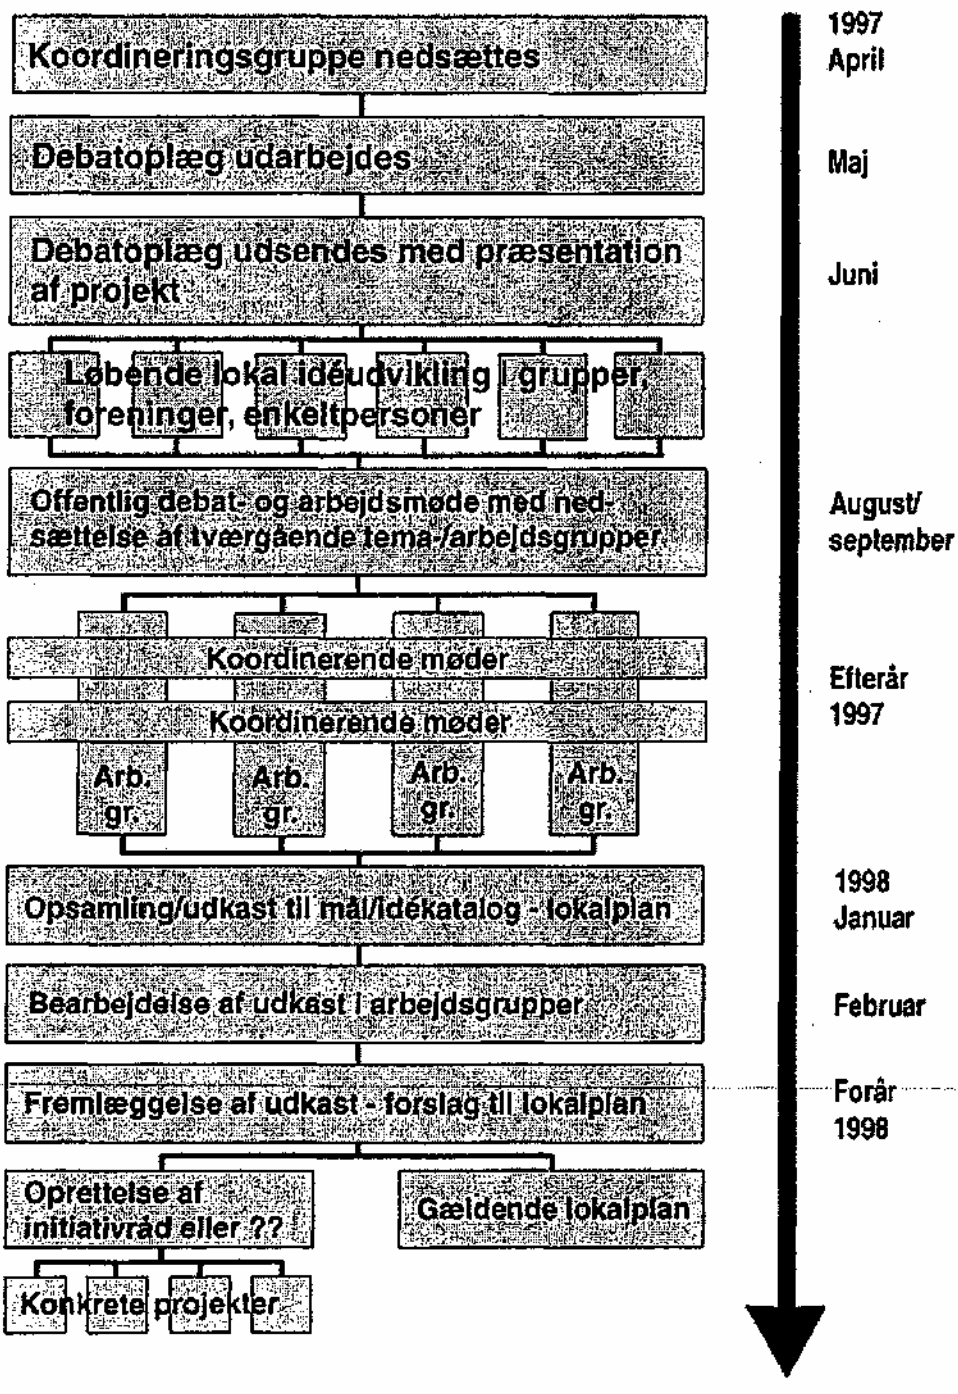 1997
April
Koordineringsgruppe nedsættes
Debatoplæg udarbejdes
Maj
Debatoplæg udsendes med præsentation
af projekt
Juni
Løbende lokal idéudvikling i grupper,
foreninger, enkeltpersoner
Offentlig debat- og arbejdsmøde med ned-
sættelse af tværgående tema-/arbejdsgrupper
August/
september
Koordinerende møder
Koordinerende møder
Efterår
1997
Arb.
gr.
Arb.
gr.
Arb.
gr.
Arb.
gr.
Opsamling/udkast til mål/idekatalog - lokalplan
1998
Januar
Bearbejdelse af udkast i arbejdsgrupper
Februar
Fremlæggelse af udkast - forslag til lokalplan
Forår
1998
Oprettelse af
initiativråd eller ??
Gældende lokalplan
Konkrete projekter